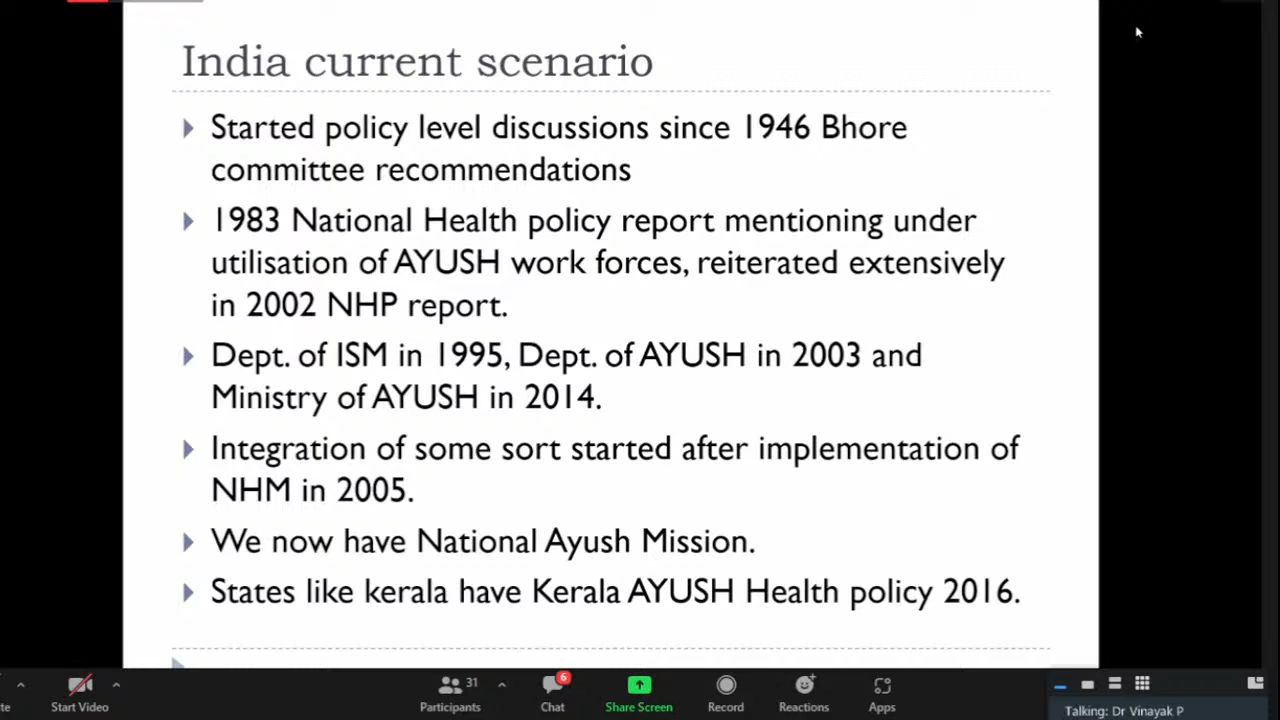 India current scenario
Started policy level discussions since 1946 Bhore
committee recommendations
1983 National Health policy report mentioning under
utilisation of AYUSH work forces, reiterated extensively
in 2002 NHP report.
Dept. of ISM in 1995, Dept. of AYUSH in 2003 and
Ministry of AYUSH in 2014.
Integration of some sort started after implementation of
NHM in 2005.
We now have National Ayush Mission.
States like kerala have Kerala AYUSH Health policy 2016.
31
6
te
Start Video
Participants
Chat
Share Screen
Record
Reactions
Apps
Talking: Dr Vinayak P